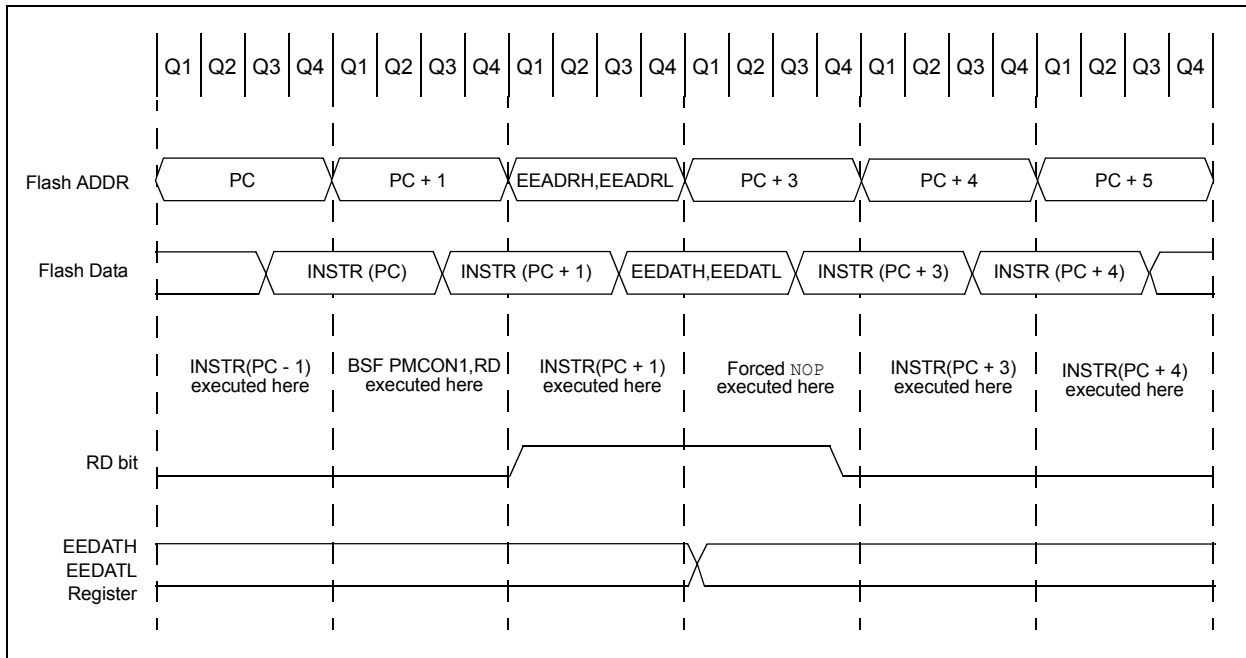 Q1 Q2 Q3 Q4 Q1 Q2 Q3 Q4 Q1 Q2 Q3 Q4 Q1 Q2 Q3 Q4 Q1 Q2 Q3 Q4 Q1 Q2 Q3 Q4
Flash ADDR PC PC + 1 EEADRH,EEADRL PC + 3 PC + 4 PC + 5
Flash Data INSTR (PC) INSTR (PC + 1) EEDATH,EEDATL INSTR (PC + 3) INSTR (PC + 4)
INSTR(PC - 1)
executed here
BSF PMCON1,RD
executed here
INSTR(PC + 1)
executed here
Forced NOP
executed here
INSTR(PC + 3)
executed here
INSTR(PC + 4)
executed here
RD bit
EEDATH
EEDATL
Register